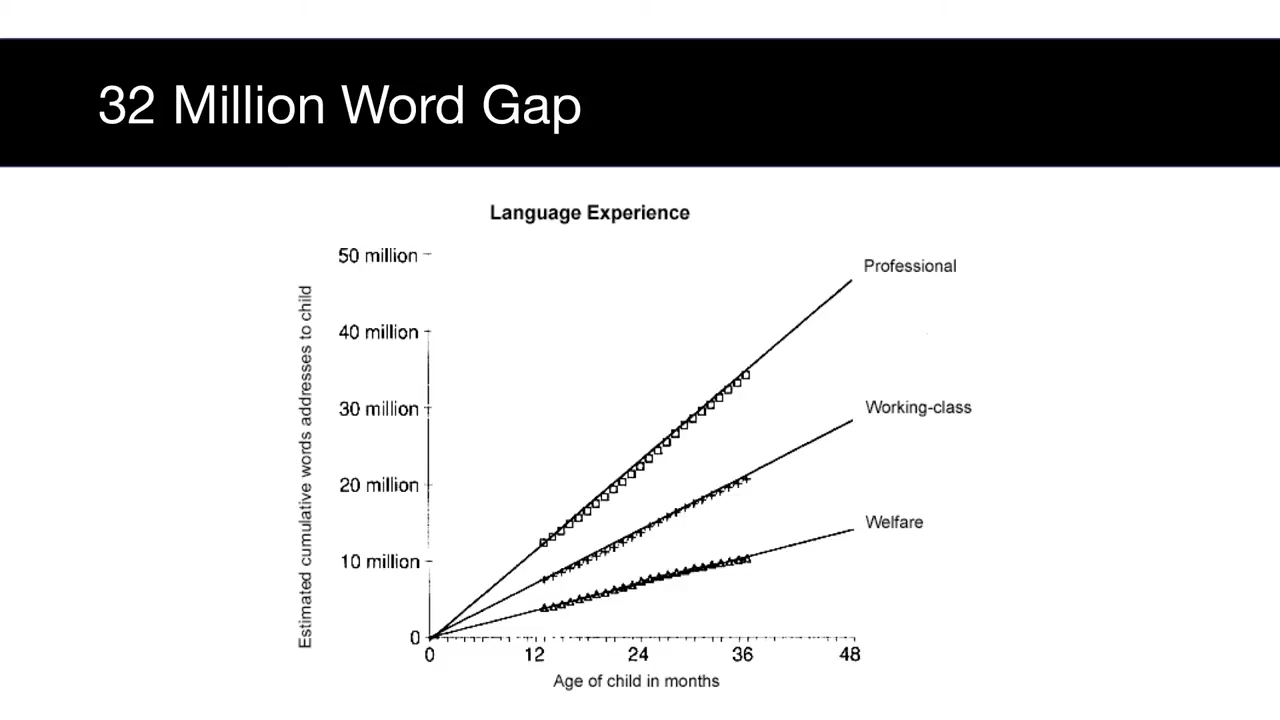 32 Million Word Gap
Language Experience
50 million
40 million
30 million
20 million
10 million
0
Estimated cumulative words addresses to child
Professional
Working-class
Welfare
0 12 24 36 48
Age of child in months